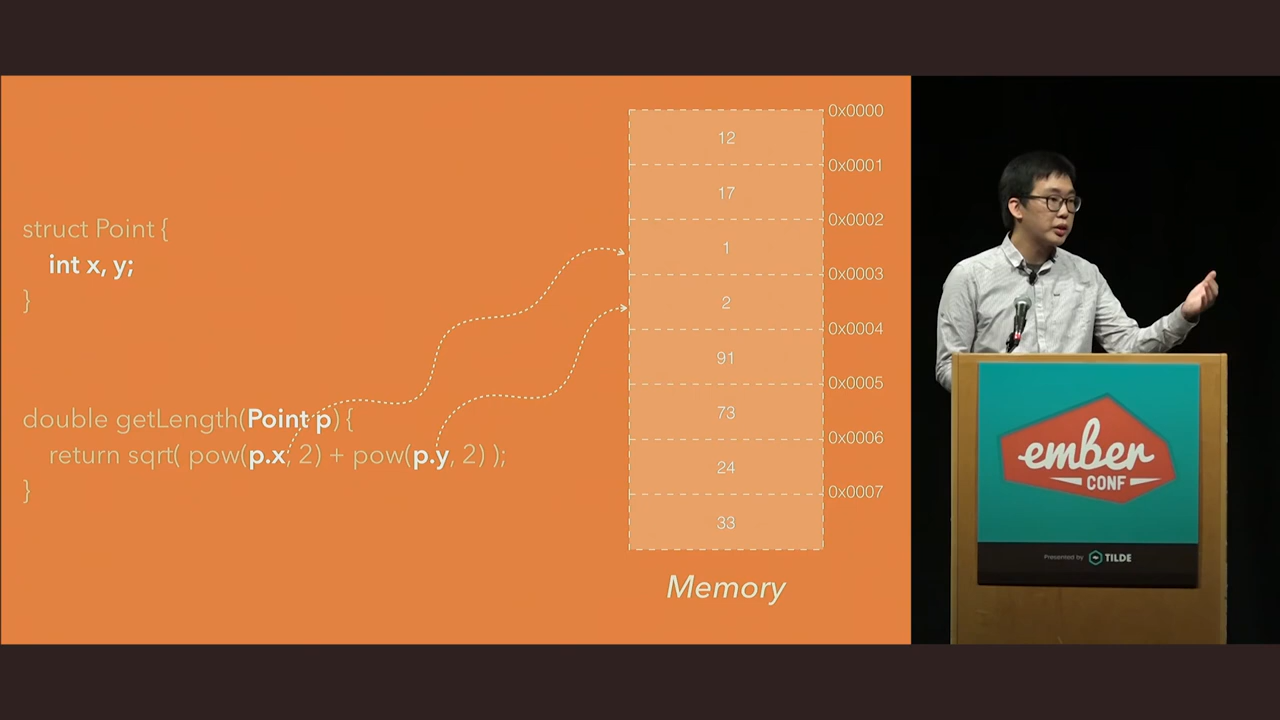 struct Point {
int x, y;
}
double getLength(Point p) {
return sqrt( pow(p.x, 2) + pow(p.y, 2) );
}
0x0000
12
0x0001
17
0x0002
1
0x0003
2
0x0004
91
0x0005
73
0x0006
24
0x0007
33
Memory
ember
CONF
Presented by TILDE